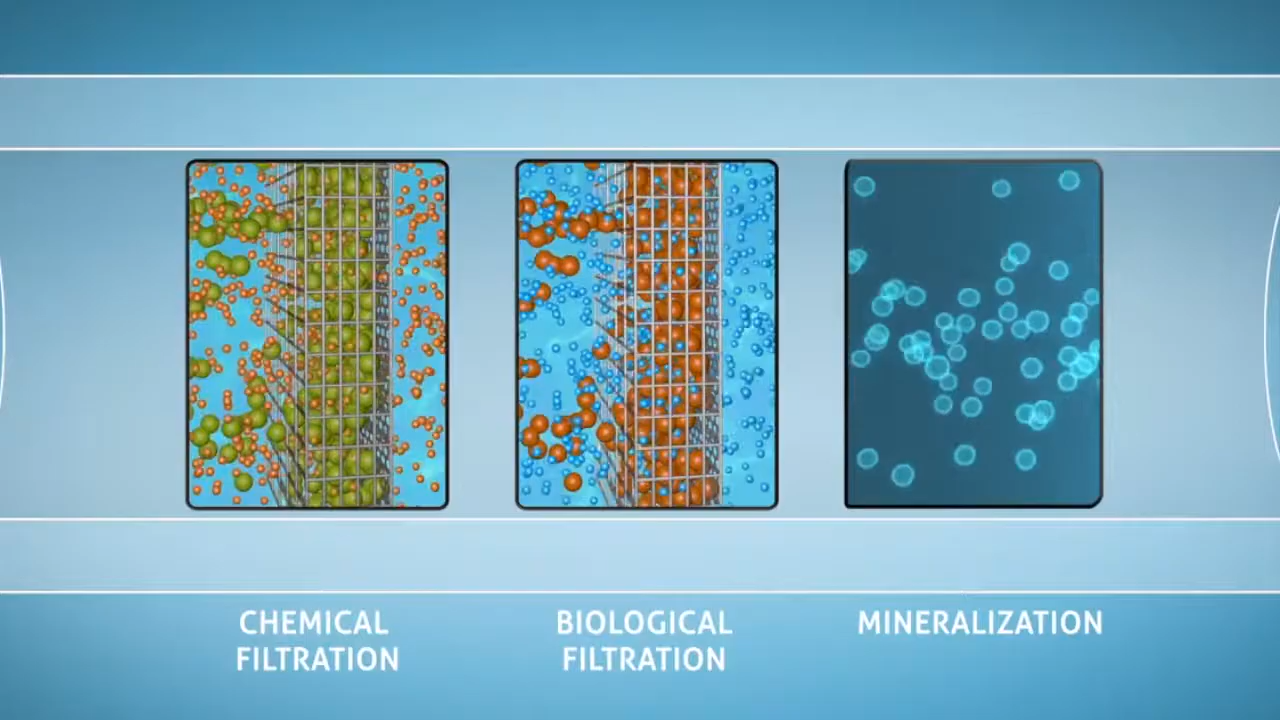 CHEMICAL
FILTRATION
BIOLOGICAL
FILTRATION
MINERALIZATION